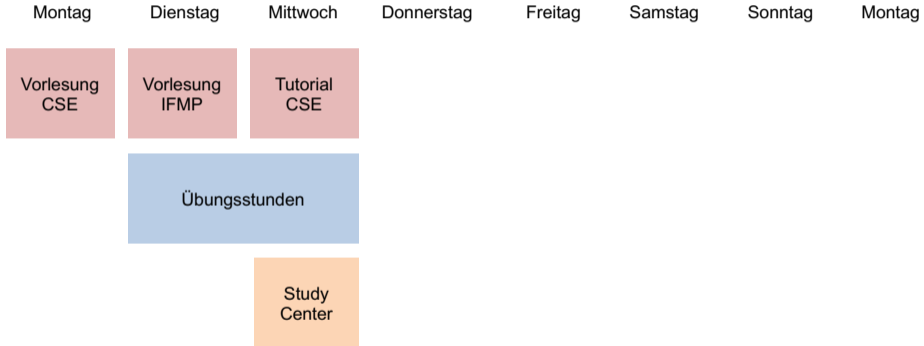 Montag Dienstag Mittwoch Donnerstag Freitag Samstag Sonntag Montag
Vorlesung
CSE
Vorlesung
IFMP
Tutorial
CSE
Übungsstunden
Study
Center